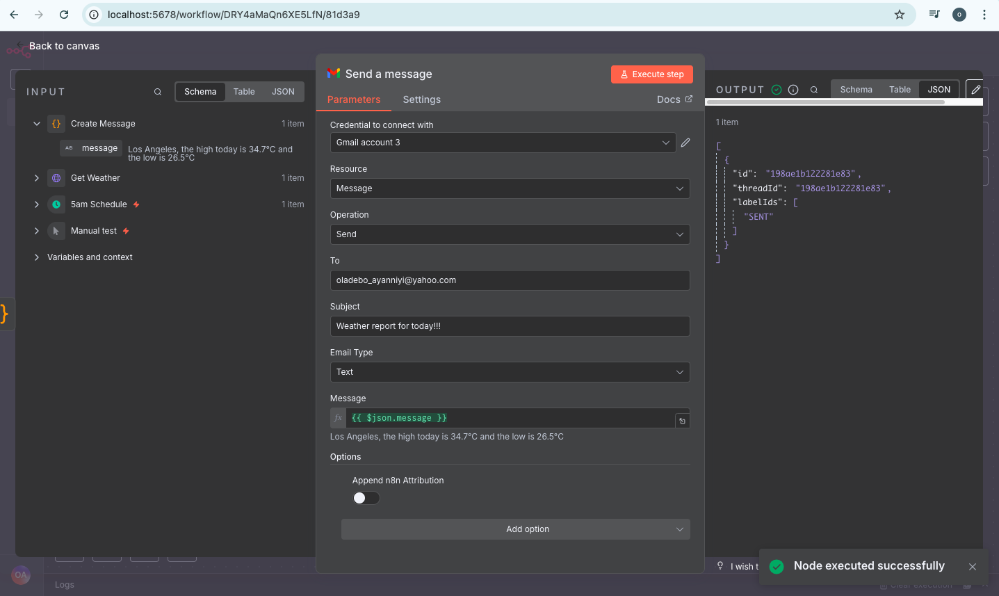 localhost:5678/workflow/DRY4aMaQn6XE5LfN/81d3a9
o
Back to canvas
INPUT
Schema
Table
JSON
Create Message
1 item
AB
message
Los Angeles, the high today is 34.7°C and
the low is 26.5°C
Get Weather
1 item
5am Schedule
1 item
Manual test
Variables and context
Send a message
Execute step
Parameters
Settings
Docs
Credential to connect with
Gmail account 3
Resource
Message
Operation
Send
To
oladebo_ayanniyi@yahoo.com
Subject
Weather report for today!!!
Email Type
Text
Message
fx
{{ $json.message }}
Los Angeles, the high today is 34.7°C and the low is 26.5°C
Options
Append n8n Attribution
Add option
OUTPUT
Schema
Table
JSON
1 item
[
{
"id": "198ae1b122281e83",
"threadId": "198ae1b122281e83",
"labelIds": [
"SENT"
]
}
]
OA
Logs
I wish t
Node executed successfully
Clear execution